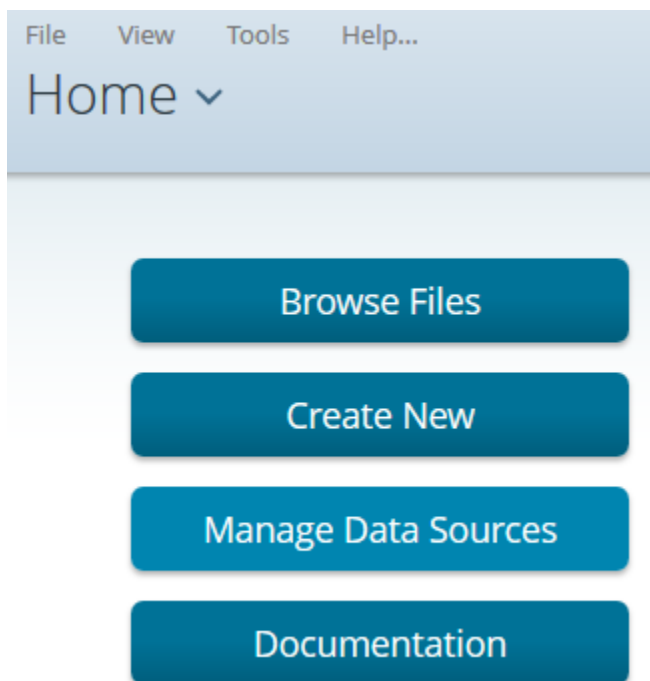 File View Tools Help...
Home
Browse Files
Create New
Manage Data Sources
Documentation